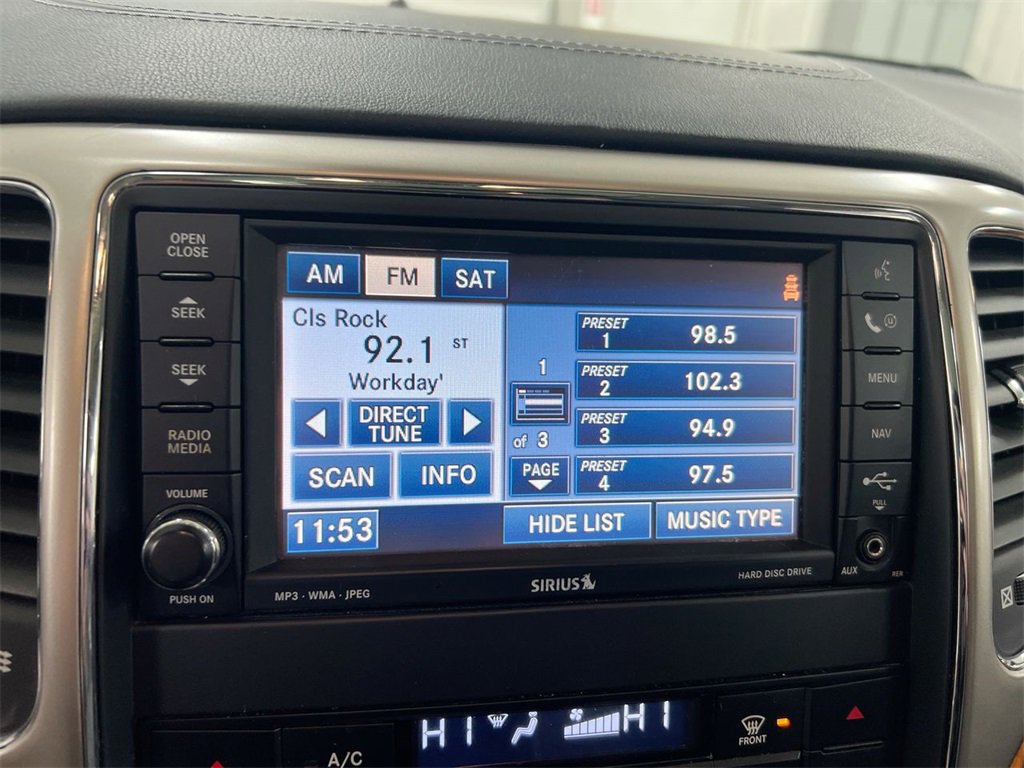 OPEN
CLOSE
SEEK
SEEK
RADIO
MEDIA
VOLUME
PUSH ON
AM FM SAT
Cls Rock
92.1 ST
Workday'
DIRECT
TUNE
SCAN INFO
11:53
1
of 3
PAGE
PRESET
1 98.5
PRESET
2 102.3
PRESET
3 94.9
PRESET
4 97.5
HIDE LIST MUSIC TYPE
MENU
NAV
PULL
AUX
MP3 · WMA · JPEG
SIRIUS
HARD DISC DRIVE
HI HI
A/C
FRONT